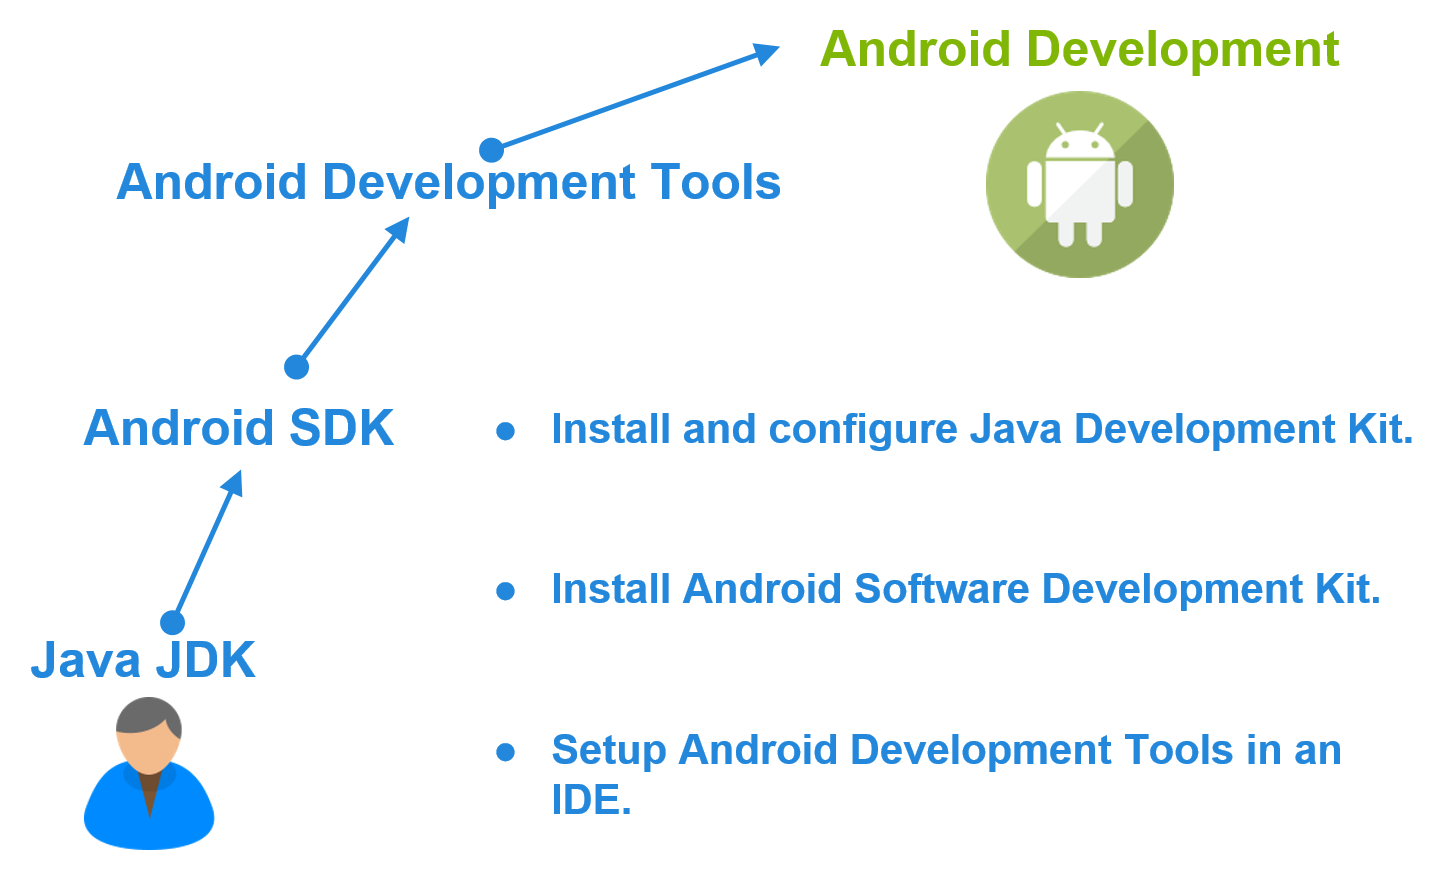 Android Development
Android Development Tools
Android SDK
Java JDK
● Install and configure Java Development Kit.
● Install Android Software Development Kit.
● Setup Android Development Tools in an
IDE.